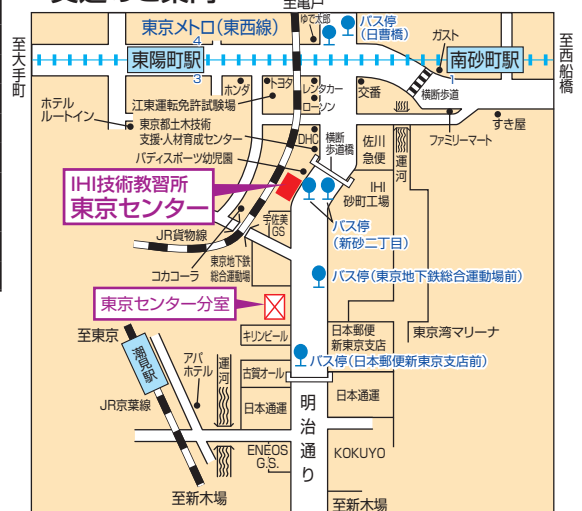 至亀戸
東京メトロ(東西線)
ゆで太郎
バス停
(日曹橋)
ガスト
至大手町
4
東陽町駅
3
南砂町駅
1
至西船橋
ホンダ
トヨタ
レンタカー
ローソン
交番
横断歩道
ホテル
ルートイン
江東運転免許試験場
東京都土木技術
支援・人材育成センター
バディスポーツ幼児園
DHC
横断
歩道橋
佐川
急便
運河
ファミリーマート
すき屋
IHI技術教習所
東京センター
IHI
砂町工場
バス停
(新砂二丁目)
宇佐美
GS
JR貨物線
コカコーラ
東京地下鉄
総合運動場
バス停(東京地下鉄総合運動場前)
東京センター分室
キリンビール
日本郵便
新東京支店
東京湾マリーナ
バス停(日本郵便新東京支店前)
至東京
潮見駅
アパ
ホテル
運河
古賀オール
日本通運
日本通運
JR京葉線
明治通り
ENEOS
G.S.
KOKUYO
至新木場
至新木場